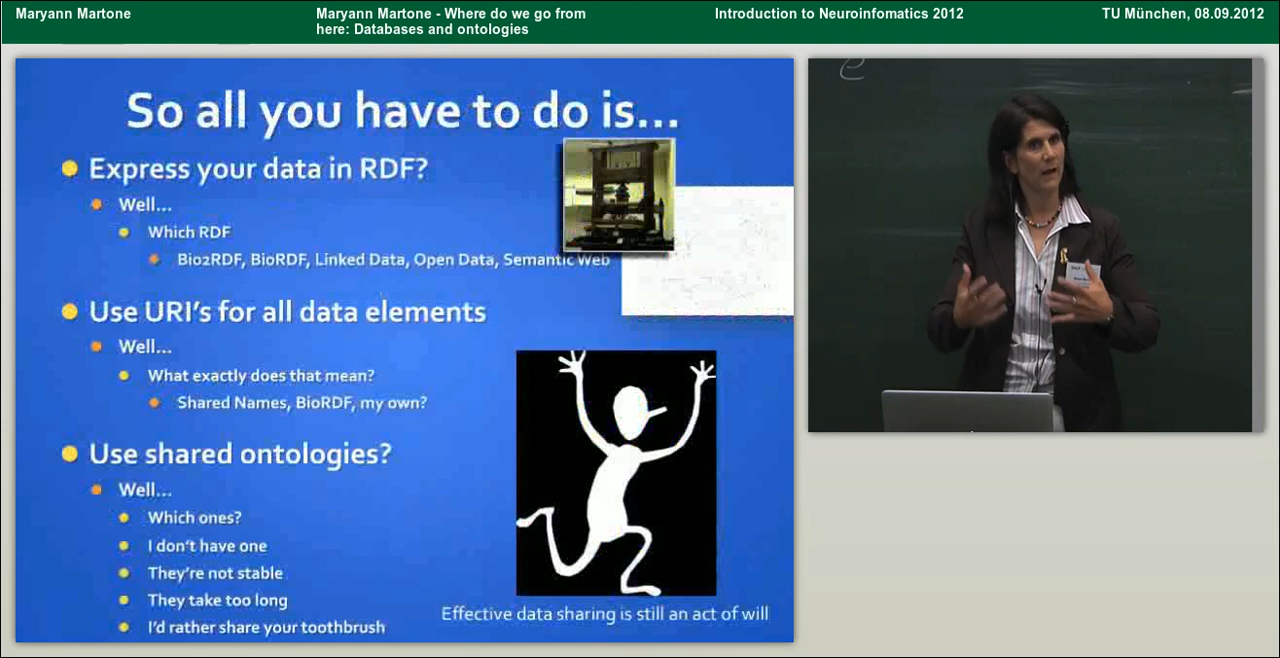 Maryann Martone
Maryann Martone - Where do we go from
here: Databases and ontologies
Introduction to Neuroinfomatics 2012
TU München, 08.09.2012
So all you have to do is...
Express your data in RDF?
Well...
Which RDF
Bio2RDF, BioRDF, Linked Data, Open Data, Semantic Web
Use URI's for all data elements
Well...
What exactly does that mean?
Shared Names, BioRDF, my own?
Use shared ontologies?
Well...
Which ones?
I don't have one
They're not stable
They take too long
I'd rather share your toothbrush
Effective data sharing is still an act of will